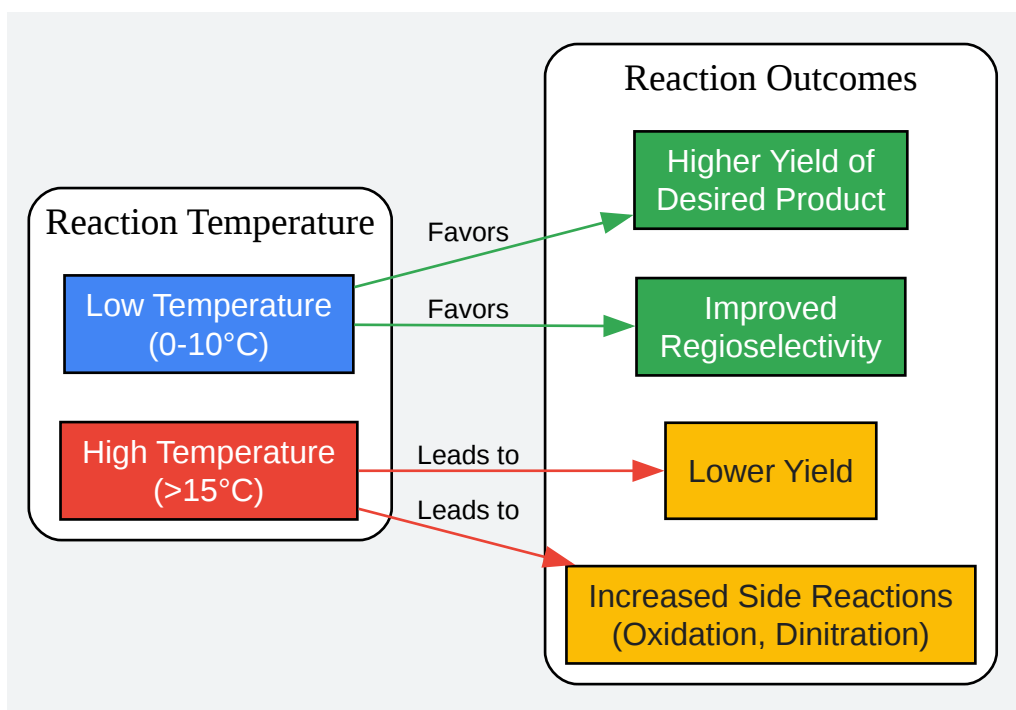 Reaction Outcomes
Higher Yield of
Desired Product
Reaction Temperature
Favors
Low Temperature
(0-10°C)
Favors
Improved
Regioselectivity
High Temperature
(>15°C)
Leads to
Lower Yield
Leads to
Increased Side Reactions
(Oxidation, Dinitration)